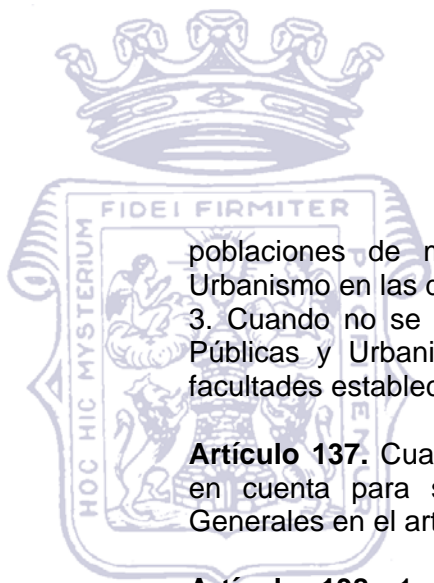 FIDEI FIRMITER
HOC HIC MYSTERIUM
poblaciones de
Urbanismo en las
3. Cuando no se
Públicas y Urbani
facultades establec
Artículo 137. Cua
en cuenta para s
Generales en el art
Artículo